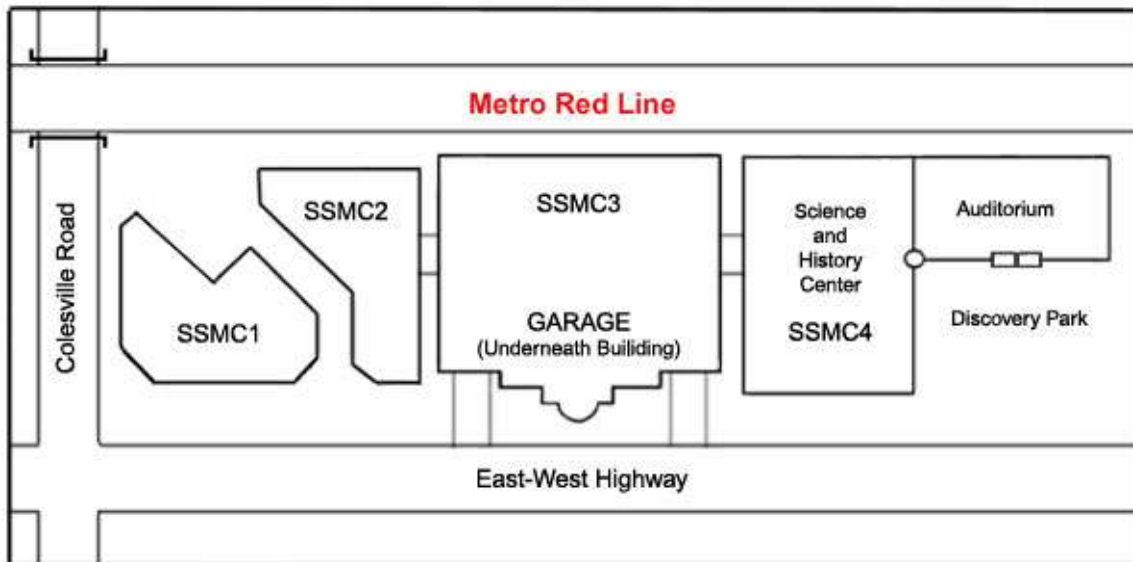 Metro Red Line
Colesville Road
SSMC1
SSMC2
SSMC3
GARAGE
(Underneath Builiding)
Science
and
History
Center
SSMC4
Auditorium
Discovery Park
East-West Highway